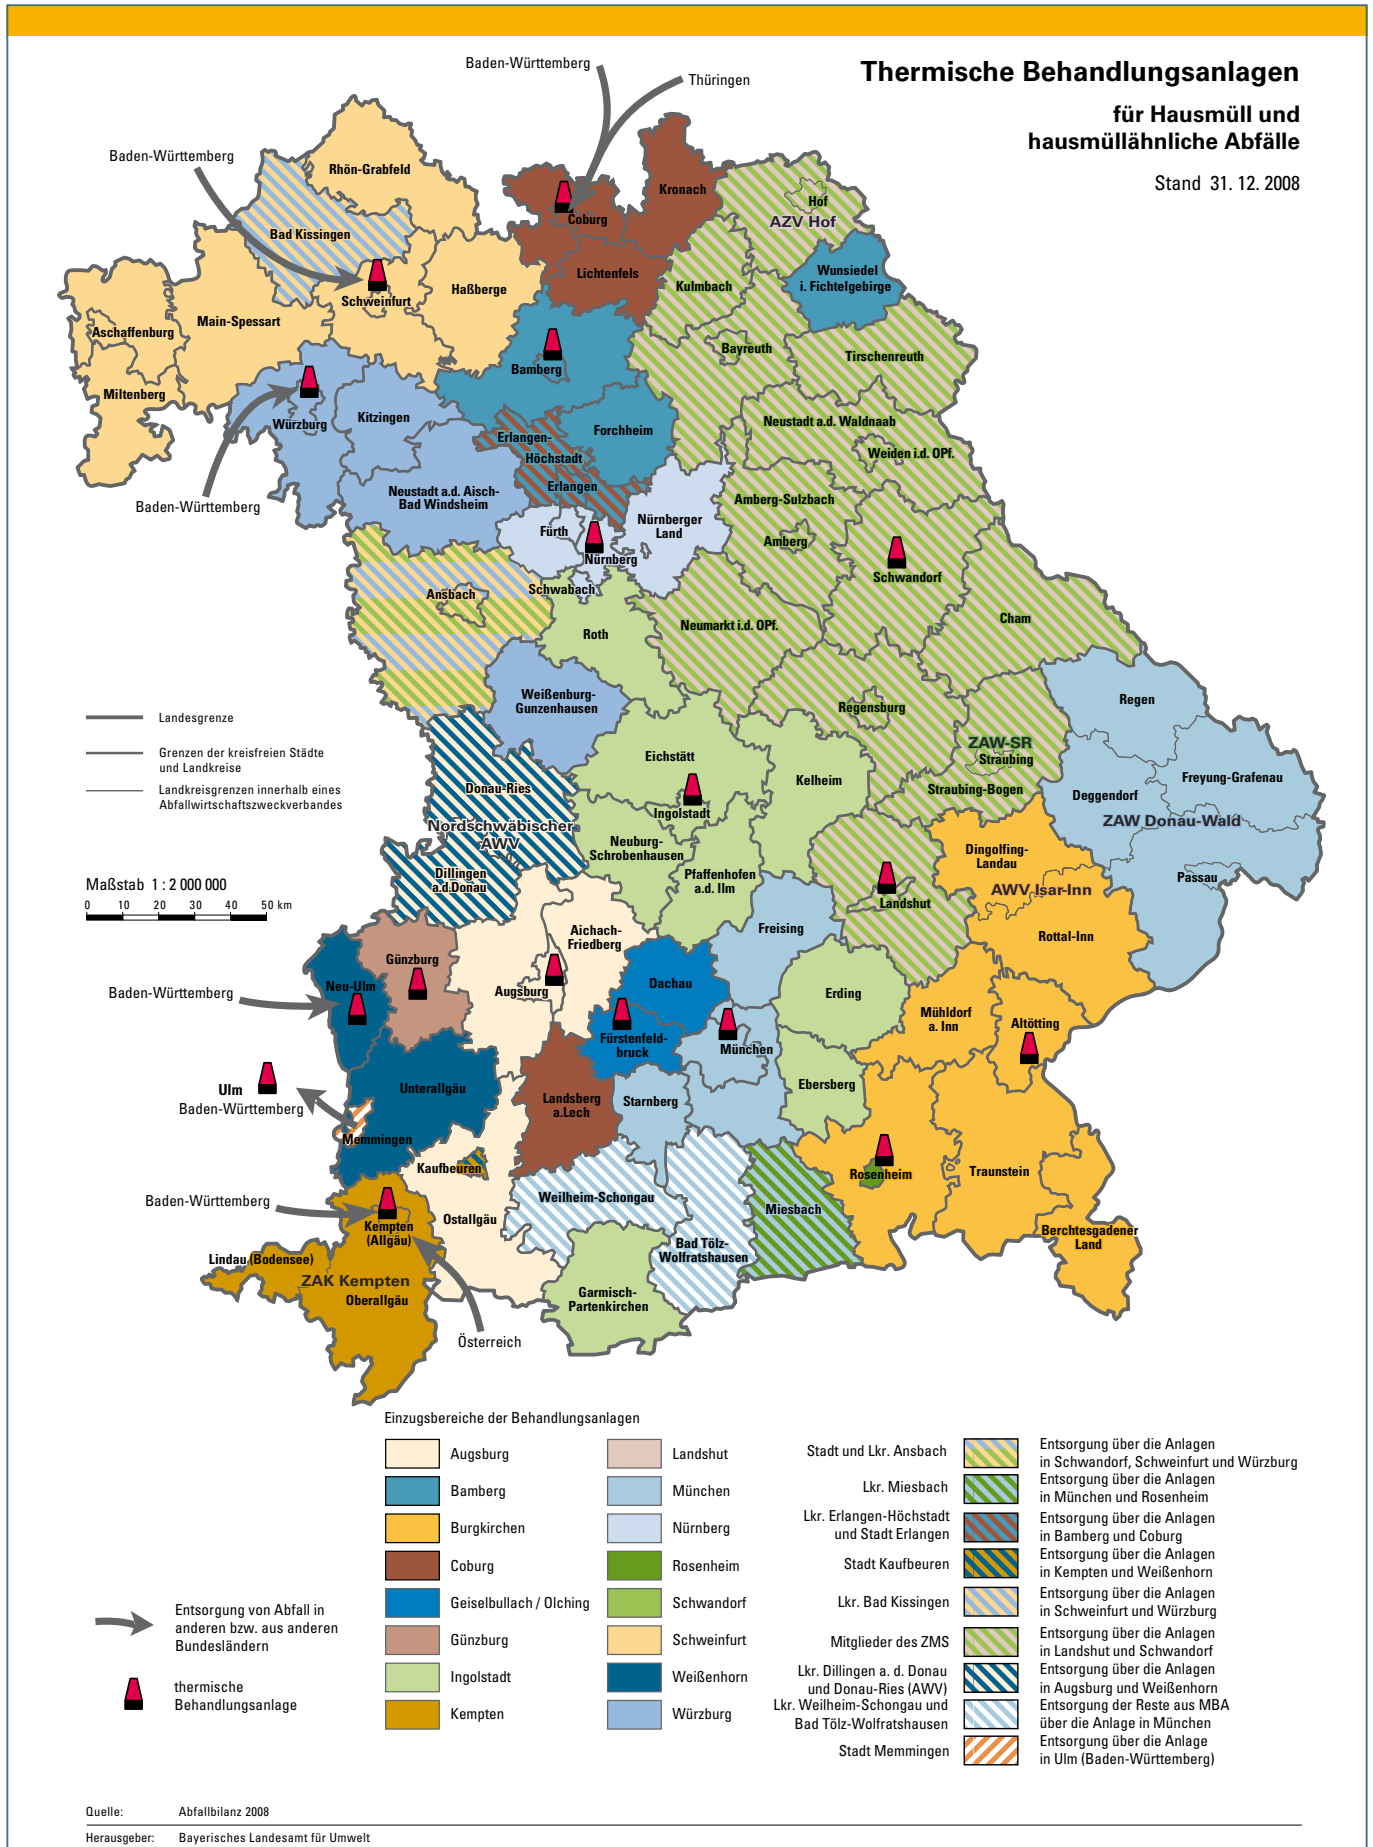 Thermische Behandlungsanlagen
für Hausmüll und
hausmüllähnliche Abfälle
Stand 31. 12. 2008
Baden-Württemberg
Thüringen
Baden-Württemberg
Rhön-Grabfeld
Kronach
Coburg
Hof
AZV Hof
Bad Kissingen
Lichtenfels
Wunsiedel
i. Fichtelgebirge
Kulmbach
Haßberge
Schweinfurt
Main-Spessart
Aschaffenburg
Bayreuth
Tirschenreuth
Bamberg
Miltenberg
Kitzingen
Würzburg
Neustadt a.d. Waldnaab
Forchheim
Erlangen-
Höchstadt
Weiden i.d. OPf.
Erlangen
Neustadt a.d. Aisch-
Bad Windsheim
Amberg-Sulzbach
Baden-Württemberg
Nürnberger
Land
Fürth
Amberg
Nürnberg
Schwandorf
Schwabach
Ansbach
Cham
Neumarkt i.d. OPf.
Roth
Weißenburg-
Gunzenhausen
Regen
Regensburg
Landesgrenze
Grenzen der kreisfreien Städte
und Landkreise
Landkreisgrenzen innerhalb eines
Abfallwirtschaftszweckverbandes
ZAW-SR
Straubing
Eichstätt
Kelheim
Freyung-Grafenau
Donau-Ries
Straubing-Bogen
Deggendorf
Ingolstadt
ZAW Donau-Wald
Nordschwäbischer
AWV
Neuburg-
Schrobenhausen
Dingolfing-
Landau
Dillingen
a.d.Donau
Pfaffenhofen
a.d. Ilm
Passau
AWV Isar-Inn
Maßstab 1 : 2 000 000
0 10 20 30 40 50 km
Landshut
Freising
Rottal-Inn
Aichach-
Friedberg
Günzburg
Dachau
Neu-Ulm
Augsburg
Erding
Baden-Württemberg
Mühldorf
a. Inn
Altötting
Fürstenfeld-
bruck
München
Ebersberg
Ulm
Baden-Württemberg
Unterallgäu
Landsberg
a.Lech
Starnberg
Memmingen
Kaufbeuren
Rosenheim
Traunstein
Baden-Württemberg
Weilheim-Schongau
Miesbach
Ostallgäu
Kempten
(Allgäu)
Berchtesgadener
Land
Bad Tölz-
Wolfratshausen
Lindau (Bodensee)
ZAK Kempten
Oberallgäu
Garmisch-
Partenkirchen
Österreich
Einzugsbereiche der Behandlungsanlagen
Augsburg
Bamberg
Burgkirchen
Coburg
Geiselbullach / Olching
Günzburg
Ingolstadt
Kempten
Landshut
München
Nürnberg
Rosenheim
Schwandorf
Schweinfurt
Weißenhorn
Würzburg
Stadt und Lkr. Ansbach
Entsorgung über die Anlagen
in Schwandorf, Schweinfurt und Würzburg
Lkr. Miesbach
Entsorgung über die Anlagen
in München und Rosenheim
Lkr. Erlangen-Höchstadt
und Stadt Erlangen
Entsorgung über die Anlagen
in Bamberg und Coburg
Stadt Kaufbeuren
Entsorgung über die Anlagen
in Kempten und Weißenhorn
Lkr. Bad Kissingen
Entsorgung über die Anlagen
in Schweinfurt und Würzburg
Mitglieder des ZMS
Entsorgung über die Anlagen
in Landshut und Schwandorf
Lkr. Dillingen a. d. Donau
und Donau-Ries (AWV)
Entsorgung über die Anlagen
in Augsburg und Weißenhorn
Lkr. Weilheim-Schongau und
Bad Tölz-Wolfratshausen
Entsorgung der Reste aus MBA
über die Anlage in München
Stadt Memmingen
Entsorgung über die Anlage
in Ulm (Baden-Württemberg)
Entsorgung von Abfall in
anderen bzw. aus anderen
Bundesländern
thermische
Behandlungsanlage
Quelle: Abfallbilanz 2008
Herausgeber: Bayerisches Landesamt für Umwelt